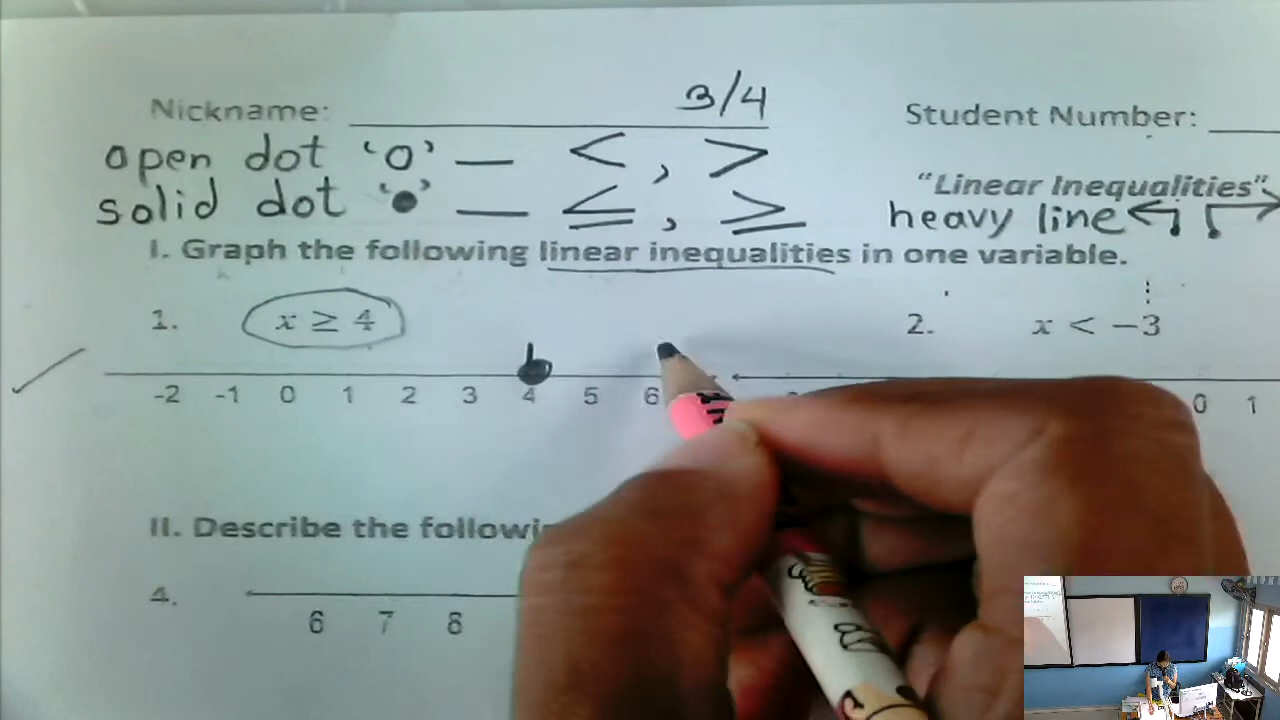 Nickname: 3/4
Student Number:
open dot 'o' — <, >
solid dot '●' — ≤, ≥
"Linear Inequalities"
heavy line
I. Graph the following linear inequalities in one variable.
1. x ≥ 4
2. x < −3
-2 -1 0 1 2 3 4 5 6
0 1
II. Describe the
4.
6 7 8